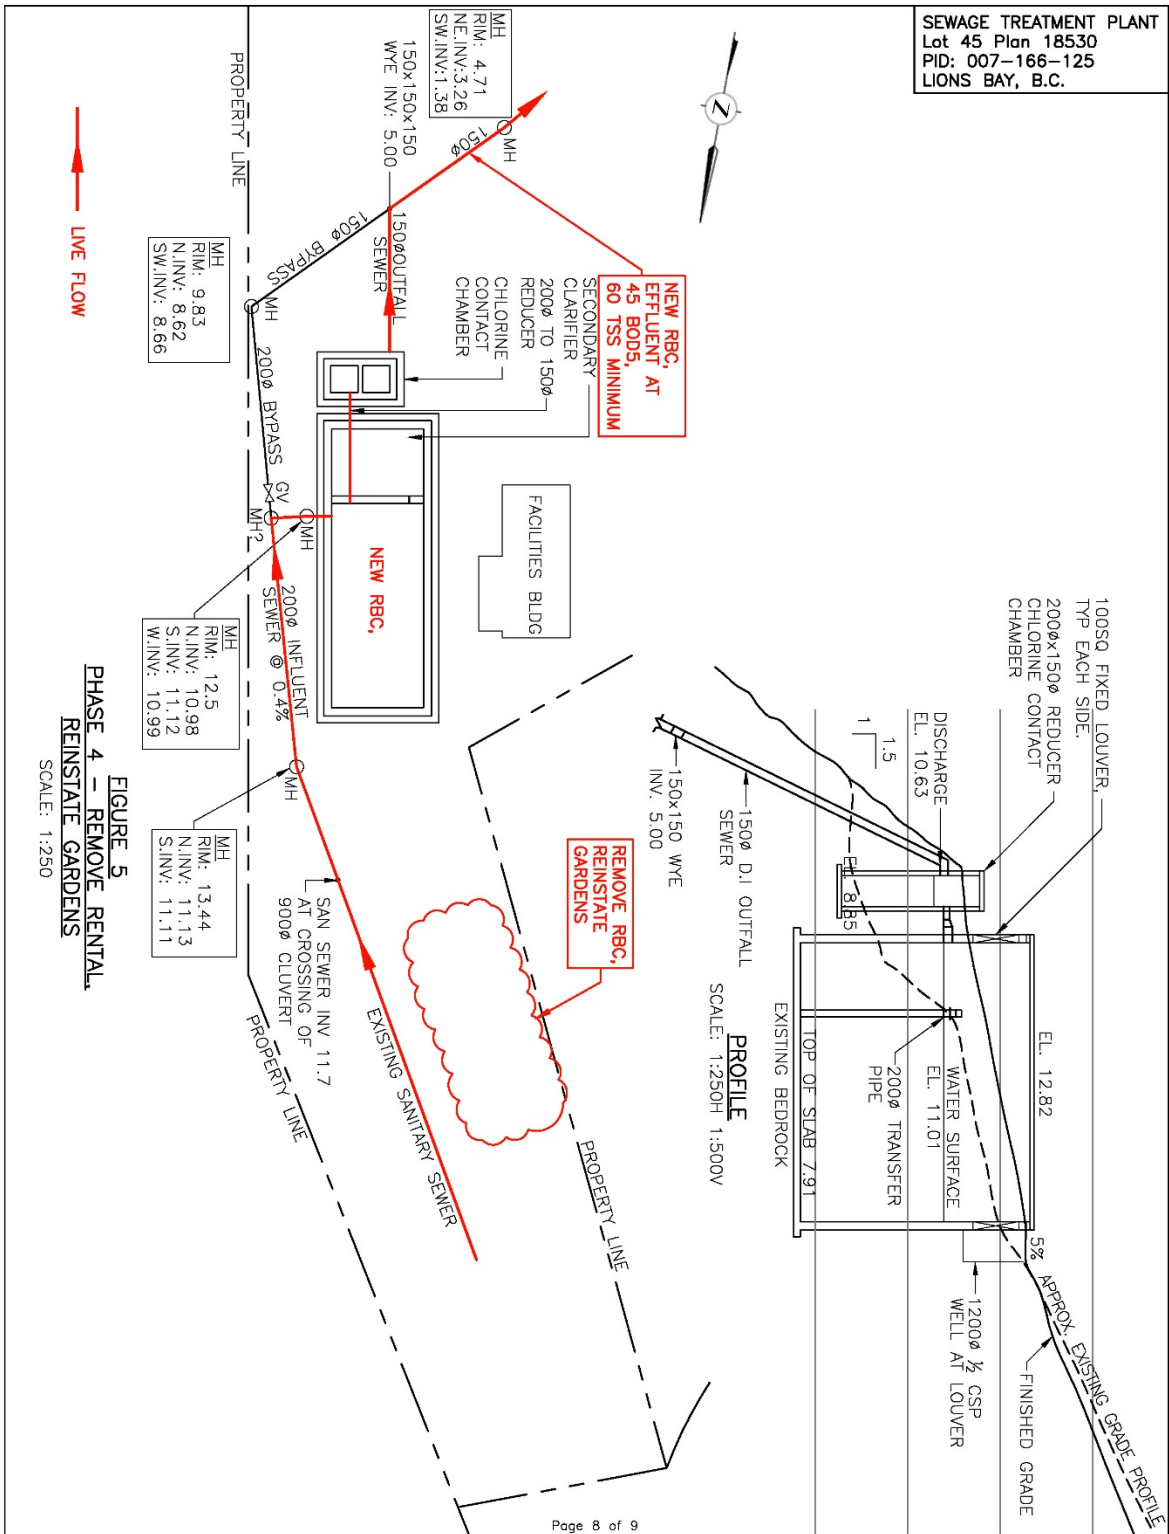 SEWAGE TREATMENT PLANT
Lot 45 Plan 18530
PID: 007-166-125
LIONS BAY, B.C.
100SQ FIXED LOUVER,
TYP EACH SIDE.
200øx150ø REDUCER
CHLORINE CONTACT
CHAMBER
DISCHARGE
EL. 10.63
1.5
1
EL. 8.85
150x150 WYE
INV. 5.00
150ø D.I OUTFALL
SEWER
EL. 12.82
WATER SURFACE
EL. 11.01
200ø TRANSFER
PIPE
TOP OF SLAB 7.91
EXISTING BEDROCK
5%
APPROX. EXISTING GRADE PROFILE
FINISHED GRADE
1200ø ½ CSP
WELL AT LOUVER
PROFILE
SCALE: 1:250H 1:500V
Z
MH
RIM: 4.71
NE.INV:3.26
SW.INV:1.38
MH
150ø
150x150x150
WYE INV: 5.00
150øOUTFALL
SEWER
150ø BYPASS
NEW RBC,
EFFLUENT AT
45 BOD5,
60 TSS MINIMUM
SECONDARY
CLARIFIER
200ø TO 150ø
REDUCER
CHLORINE
CONTACT
CHAMBER
FACILITIES BLDG
NEW RBC,
PROPERTY LINE
MH
200ø BYPASS
GV
MH?
MH
200ø INFLUENT
SEWER @ 0.4%
MH
MH
RIM: 9.83
N.INV: 8.62
SW.INV: 8.66
MH
RIM: 12.5
N.INV: 10.98
S.INV: 11.12
W.INV: 10.99
MH
RIM: 13.44
N.INV: 11.13
S.INV: 11.11
SAN SEWER INV 11.7
AT CROSSING OF
900ø CLUVERT
EXISTING SANITARY SEWER
REMOVE RBC,
REINSTATE
GARDENS
PROPERTY LINE
PROPERTY LINE
LIVE FLOW
FIGURE 5
PHASE 4 - REMOVE RENTAL,
REINSTATE GARDENS
SCALE: 1:250
Page 8 of 9